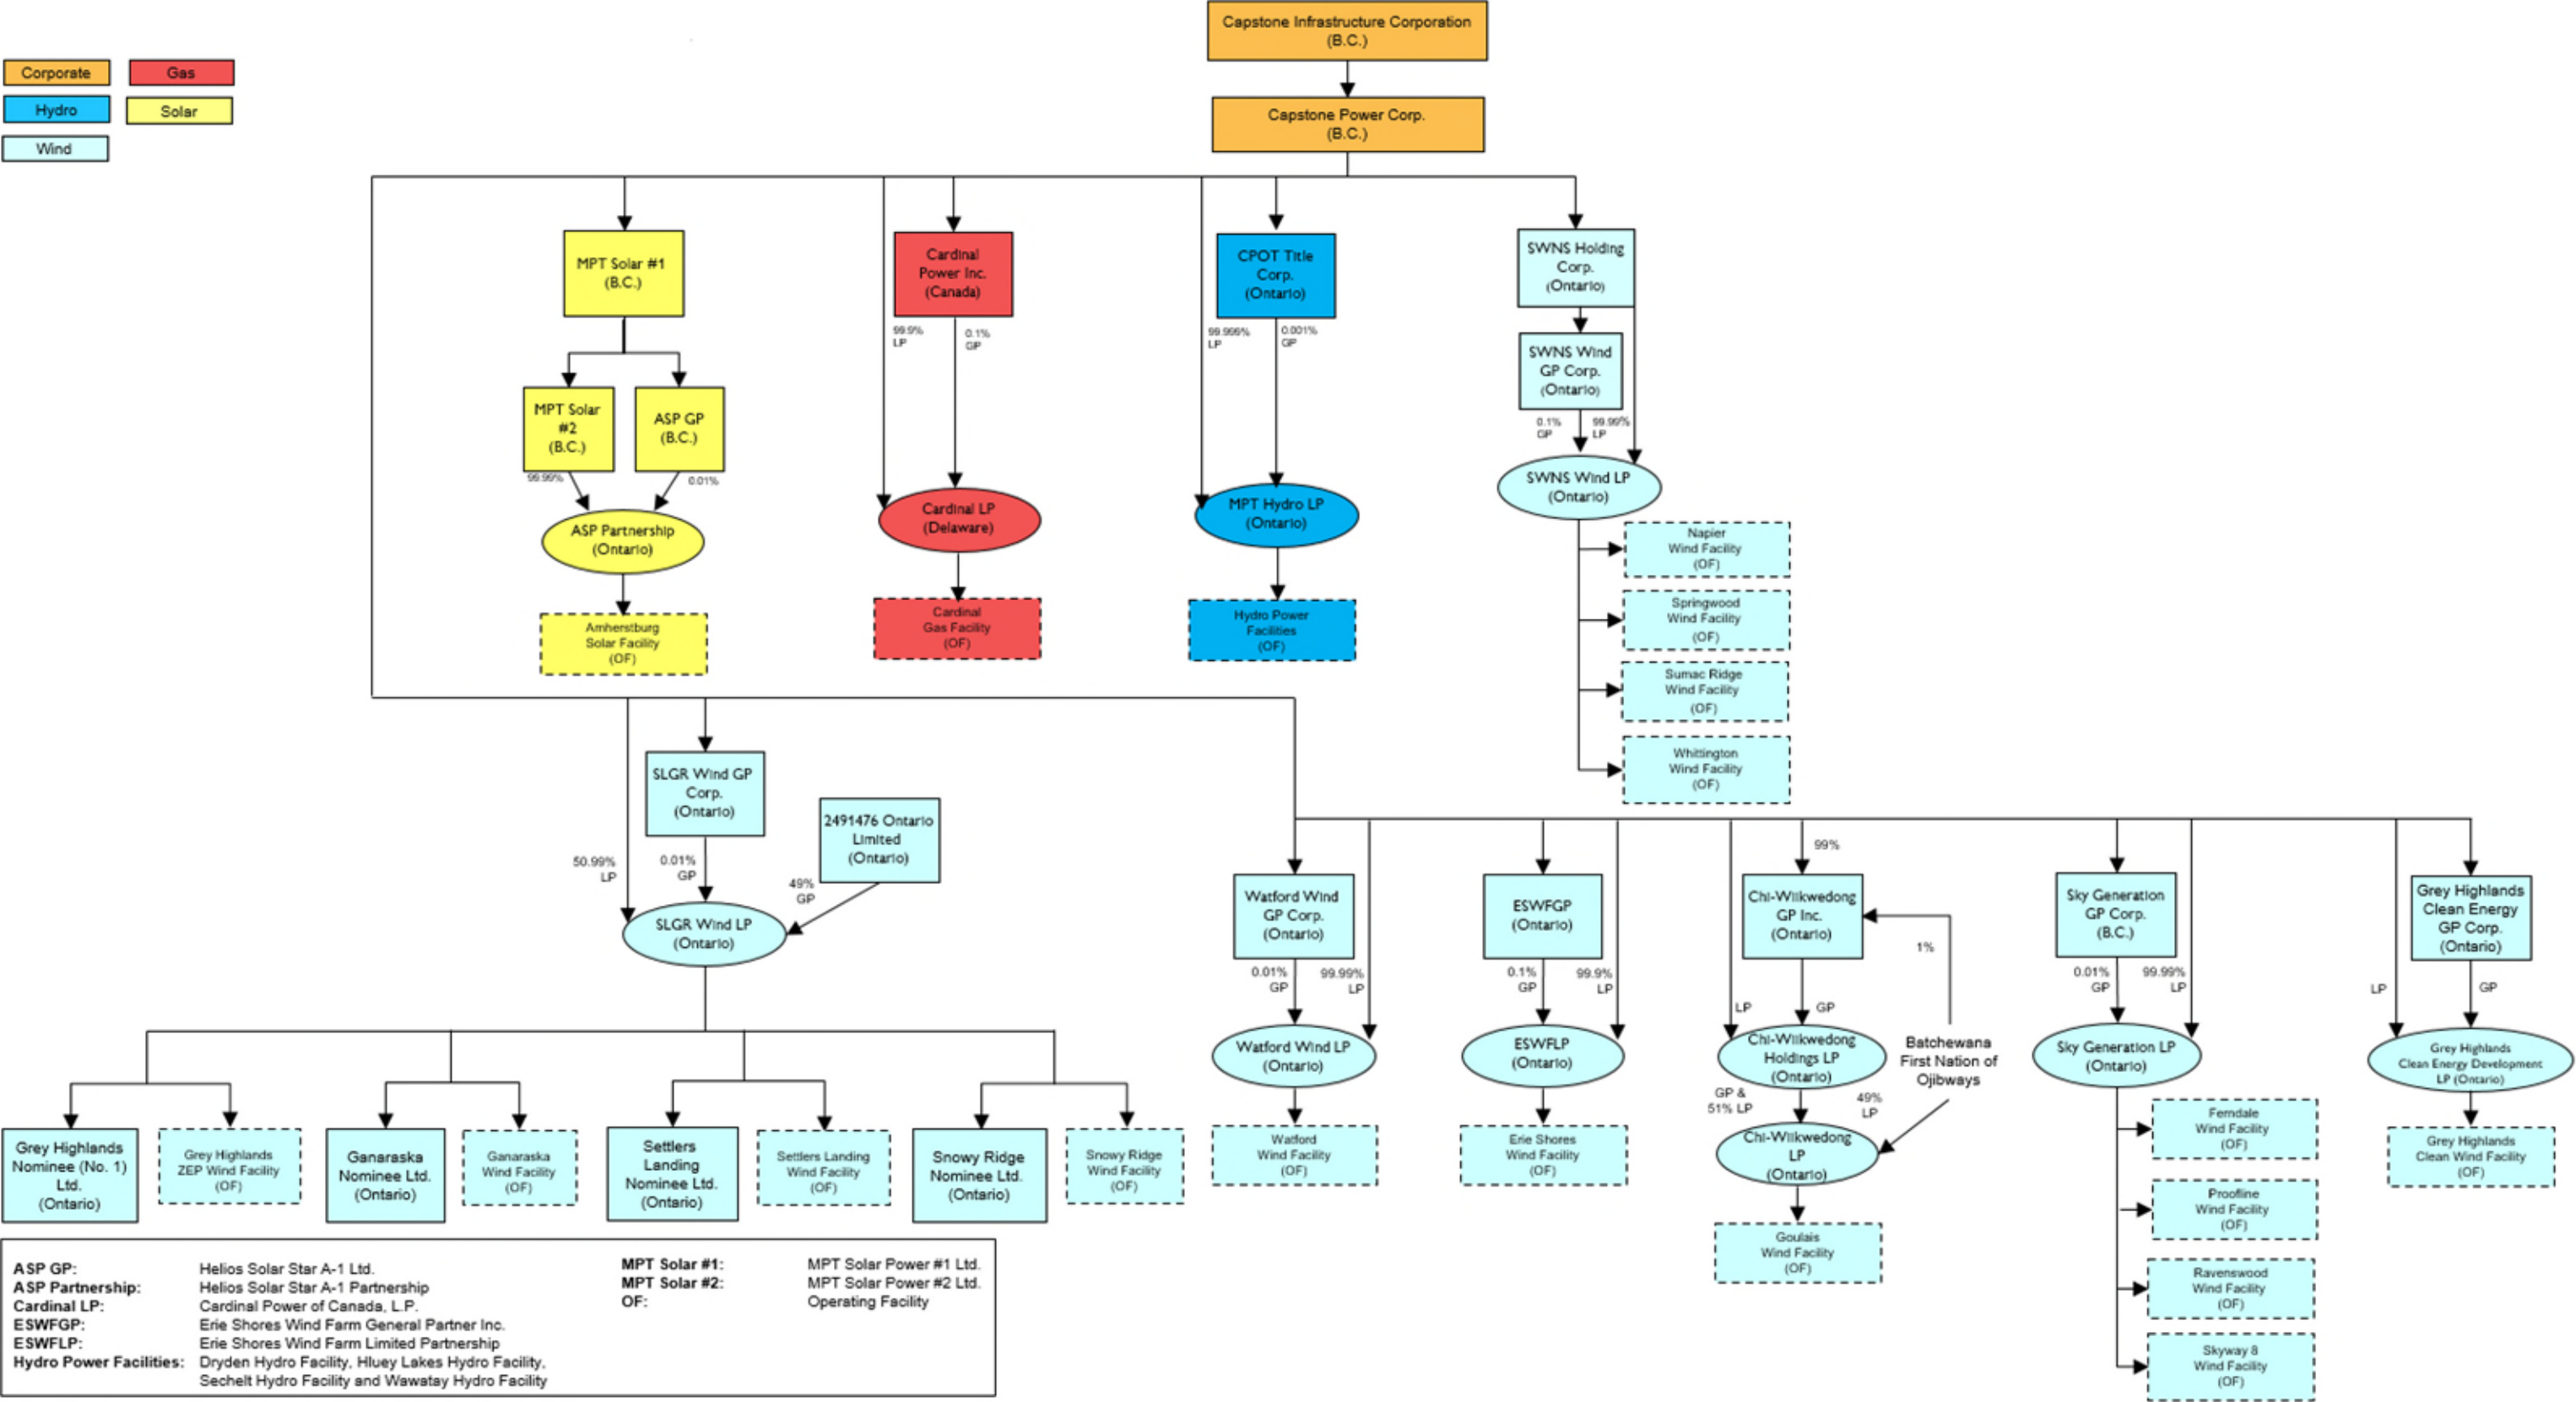 Capstone Infrastructure Corporation
(B.C.)
Corporate
Gas
Hydro
Solar
Wind
Capstone Power Corp.
(B.C.)
MPT Solar #1
(B.C.)
Cardinal
Power Inc.
(Canada)
CPOT Title
Corp.
(Ontario)
SWNS Holding
Corp.
(Ontario)
99.9%
LP
0.1%
GP
99.999%
LP
0.001%
GP
SWNS Wind
GP Corp.
(Ontario)
0.1%
GP
99.99%
LP
MPT Solar
#2
(B.C.)
ASP GP
(B.C.)
99.99%
0.01%
ASP Partnership
(Ontario)
Cardinal LP
(Delaware)
MPT Hydro LP
(Ontario)
SWNS Wind LP
(Ontario)
Amherstburg
Solar Facility
(OF)
Cardinal
Gas Facility
(OF)
Hydro Power
Facilities
(OF)
Napier
Wind Facility
(OF)
Springwood
Wind Facility
(OF)
Sumac Ridge
Wind Facility
(OF)
Whittington
Wind Facility
(OF)
SLGR Wind GP
Corp.
(Ontario)
2491476 Ontario
Limited
(Ontario)
50.99%
LP
0.01%
GP
49%
GP
SLGR Wind LP
(Ontario)
99%
Watford Wind
GP Corp.
(Ontario)
ESWFGP
(Ontario)
Chi-Wiikwedong
GP Inc.
(Ontario)
Sky Generation
GP Corp.
(B.C.)
Grey Highlands
Clean Energy
GP Corp.
(Ontario)
0.01%
GP
99.99%
LP
0.1%
GP
99.9%
LP
LP
GP
1%
0.01%
GP
99.99%
LP
LP
GP
Watford Wind LP
(Ontario)
ESWFLP
(Ontario)
Chi-Wiikwedong
Holdings LP
(Ontario)
Batchewana
First Nation of
Ojibways
Sky Generation LP
(Ontario)
Grey Highlands
Clean Energy Development
LP (Ontario)
GP &
51% LP
49%
LP
Grey Highlands
Nominee (No. 1)
Ltd.
(Ontario)
Grey Highlands
ZEP Wind Facility
(OF)
Ganaraska
Nominee Ltd.
(Ontario)
Ganaraska
Wind Facility
(OF)
Settlers
Landing
Nominee Ltd.
(Ontario)
Settlers Landing
Wind Facility
(OF)
Snowy Ridge
Nominee Ltd.
(Ontario)
Snowy Ridge
Wind Facility
(OF)
Watford
Wind Facility
(OF)
Erie Shores
Wind Facility
(OF)
Chi-Wiikwedong
LP
(Ontario)
Goulais
Wind Facility
(OF)
Ferndale
Wind Facility
(OF)
Proofline
Wind Facility
(OF)
Ravenswood
Wind Facility
(OF)
Skyway 8
Wind Facility
(OF)
Grey Highlands
Clean Wind Facility
(OF)
ASP GP: Helios Solar Star A-1 Ltd.
ASP Partnership: Helios Solar Star A-1 Partnership
Cardinal LP: Cardinal Power of Canada, L.P.
ESWFGP: Erie Shores Wind Farm General Partner Inc.
ESWFLP: Erie Shores Wind Farm Limited Partnership
Hydro Power Facilities: Dryden Hydro Facility, Hluey Lakes Hydro Facility,
Sechelt Hydro Facility and Wawatay Hydro Facility
MPT Solar #1: MPT Solar Power #1 Ltd.
MPT Solar #2: MPT Solar Power #2 Ltd.
OF: Operating Facility